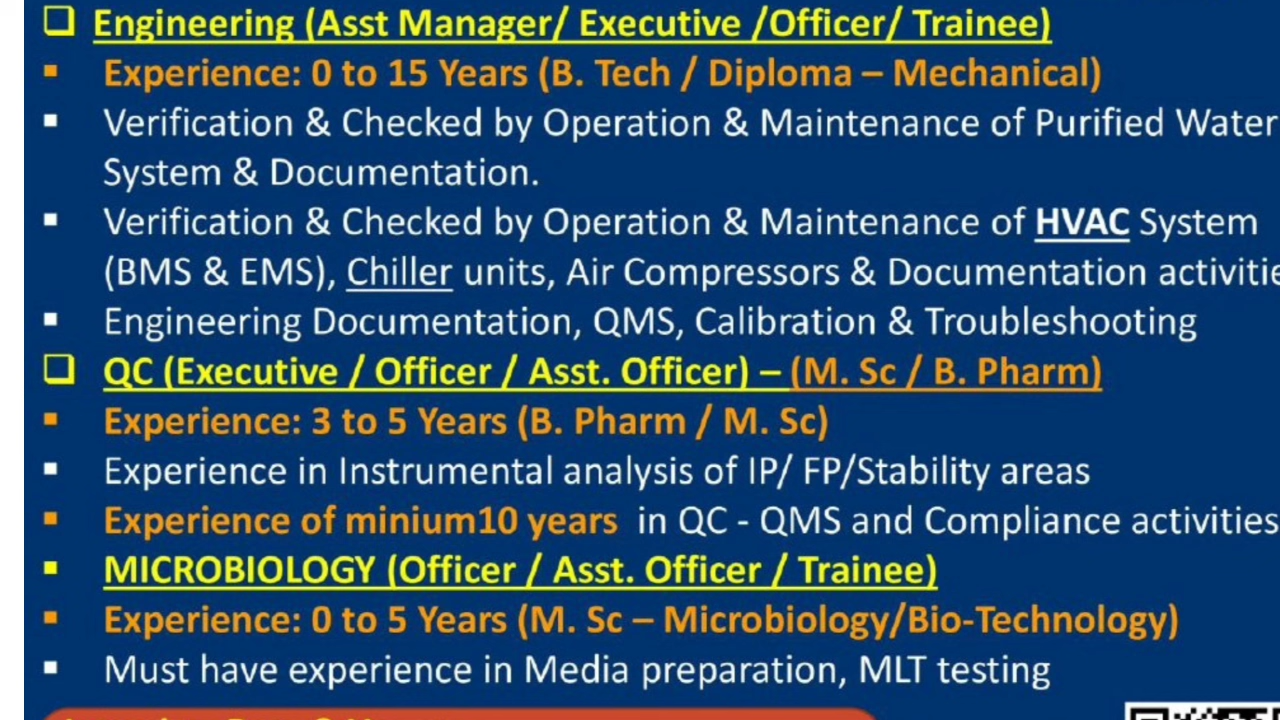 Engineering (Asst Manager/ Executive /Officer/ Trainee)
Experience: 0 to 15 Years (B. Tech / Diploma – Mechanical)
Verification & Checked by Operation & Maintenance of Purified Water
System & Documentation.
Verification & Checked by Operation & Maintenance of HVAC System
(BMS & EMS), Chiller units, Air Compressors & Documentation activitie
Engineering Documentation, QMS, Calibration & Troubleshooting
QC (Executive / Officer / Asst. Officer) – (M. Sc / B. Pharm)
Experience: 3 to 5 Years (B. Pharm / M. Sc)
Experience in Instrumental analysis of IP/ FP/Stability areas
Experience of minium10 years in QC - QMS and Compliance activities
MICROBIOLOGY (Officer / Asst. Officer / Trainee)
Experience: 0 to 5 Years (M. Sc – Microbiology/Bio-Technology)
Must have experience in Media preparation, MLT testing